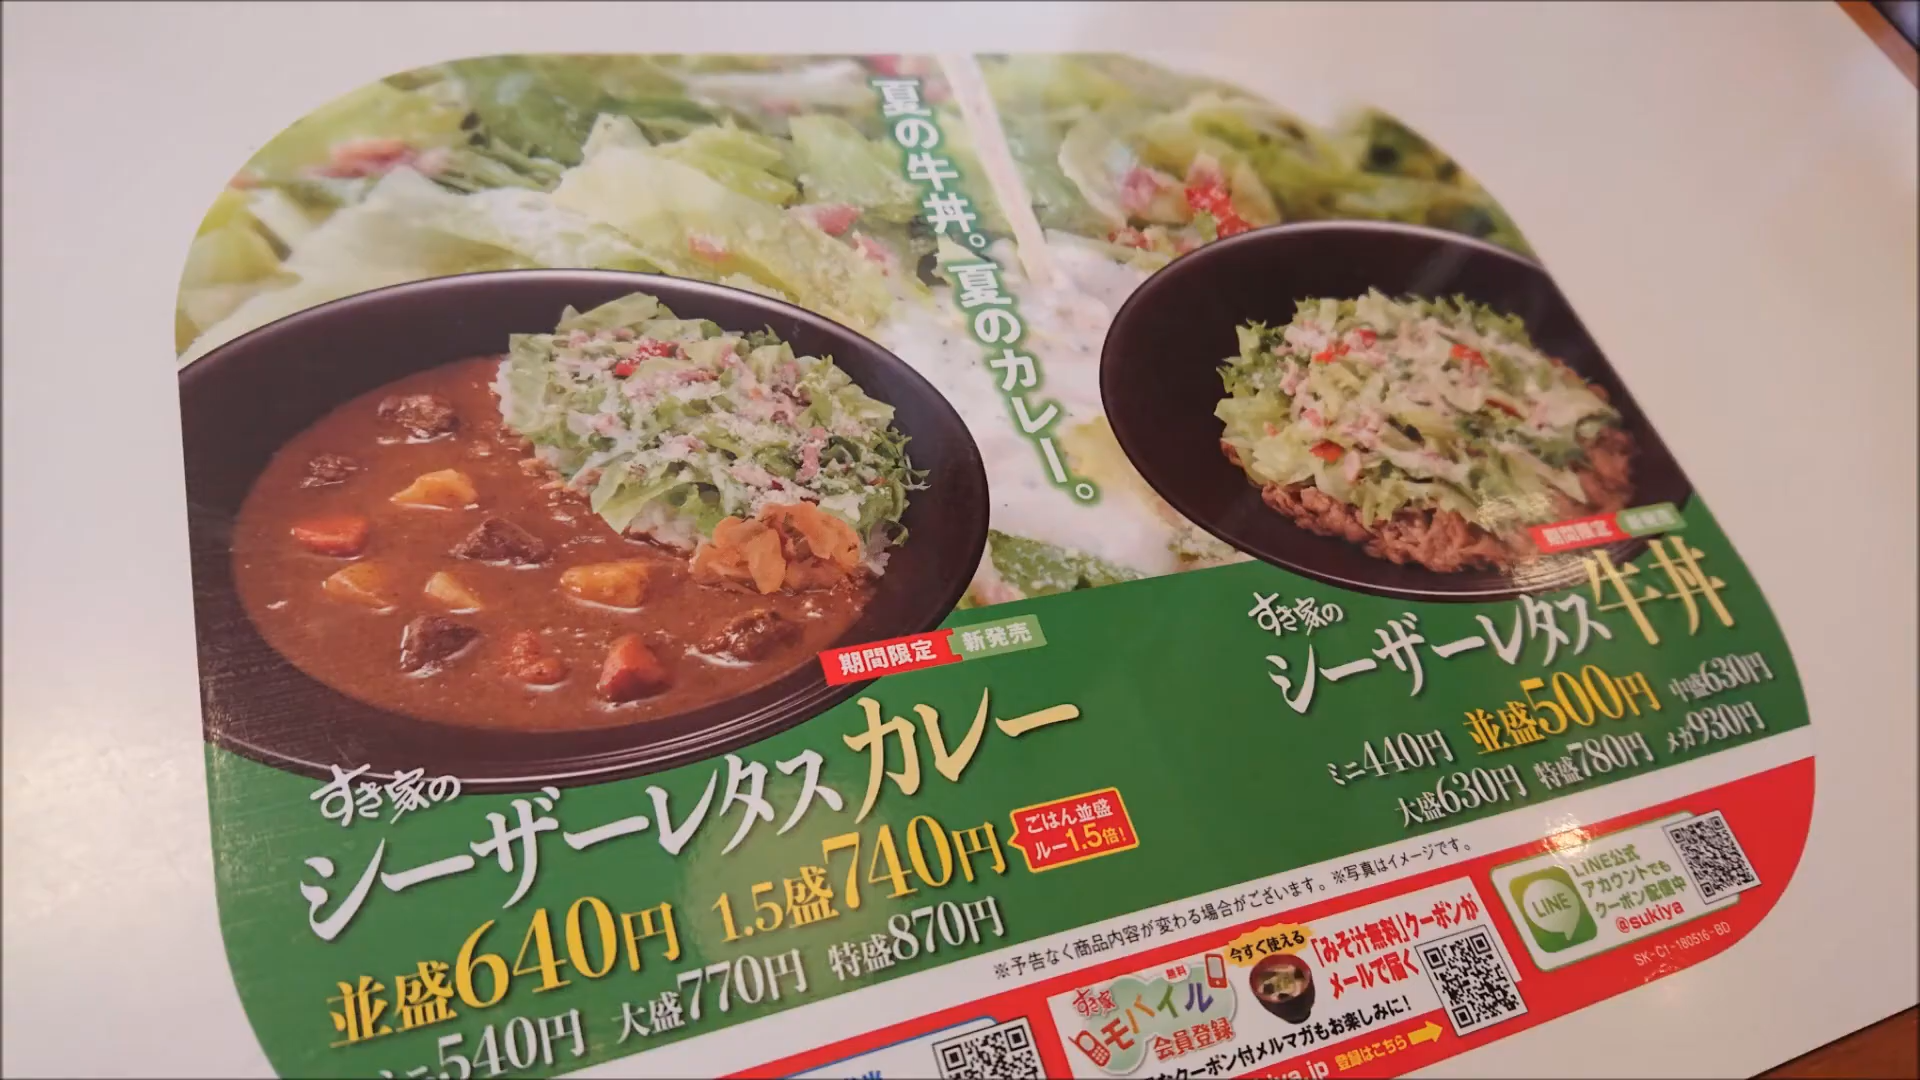 夏の牛丼。夏のカレー。
期間限定 新発売
すき家の
シーザーレタスカレー
並盛640円 1.5盛740円
ごはん並盛
ルー1.5倍!
ミニ540円 大盛770円 特盛870円
期間限定 新発売
すき家の
シーザーレタス牛丼
ミニ440円 並盛500円 中盛630円
大盛630円 特盛780円 メガ930円
※予告なく商品内容が変わる場合がございます。※写真はイメージです。
すき家
無料
モバイル
会員登録
今すぐ使える
「みそ汁無料」クーポンが
メールで届く
クーポン付メルマガもお楽しみに!
登録はこちら
LINE
LINE公式
アカウントでも
クーポン配信中
@sukiya
SK-C1-180516-BD